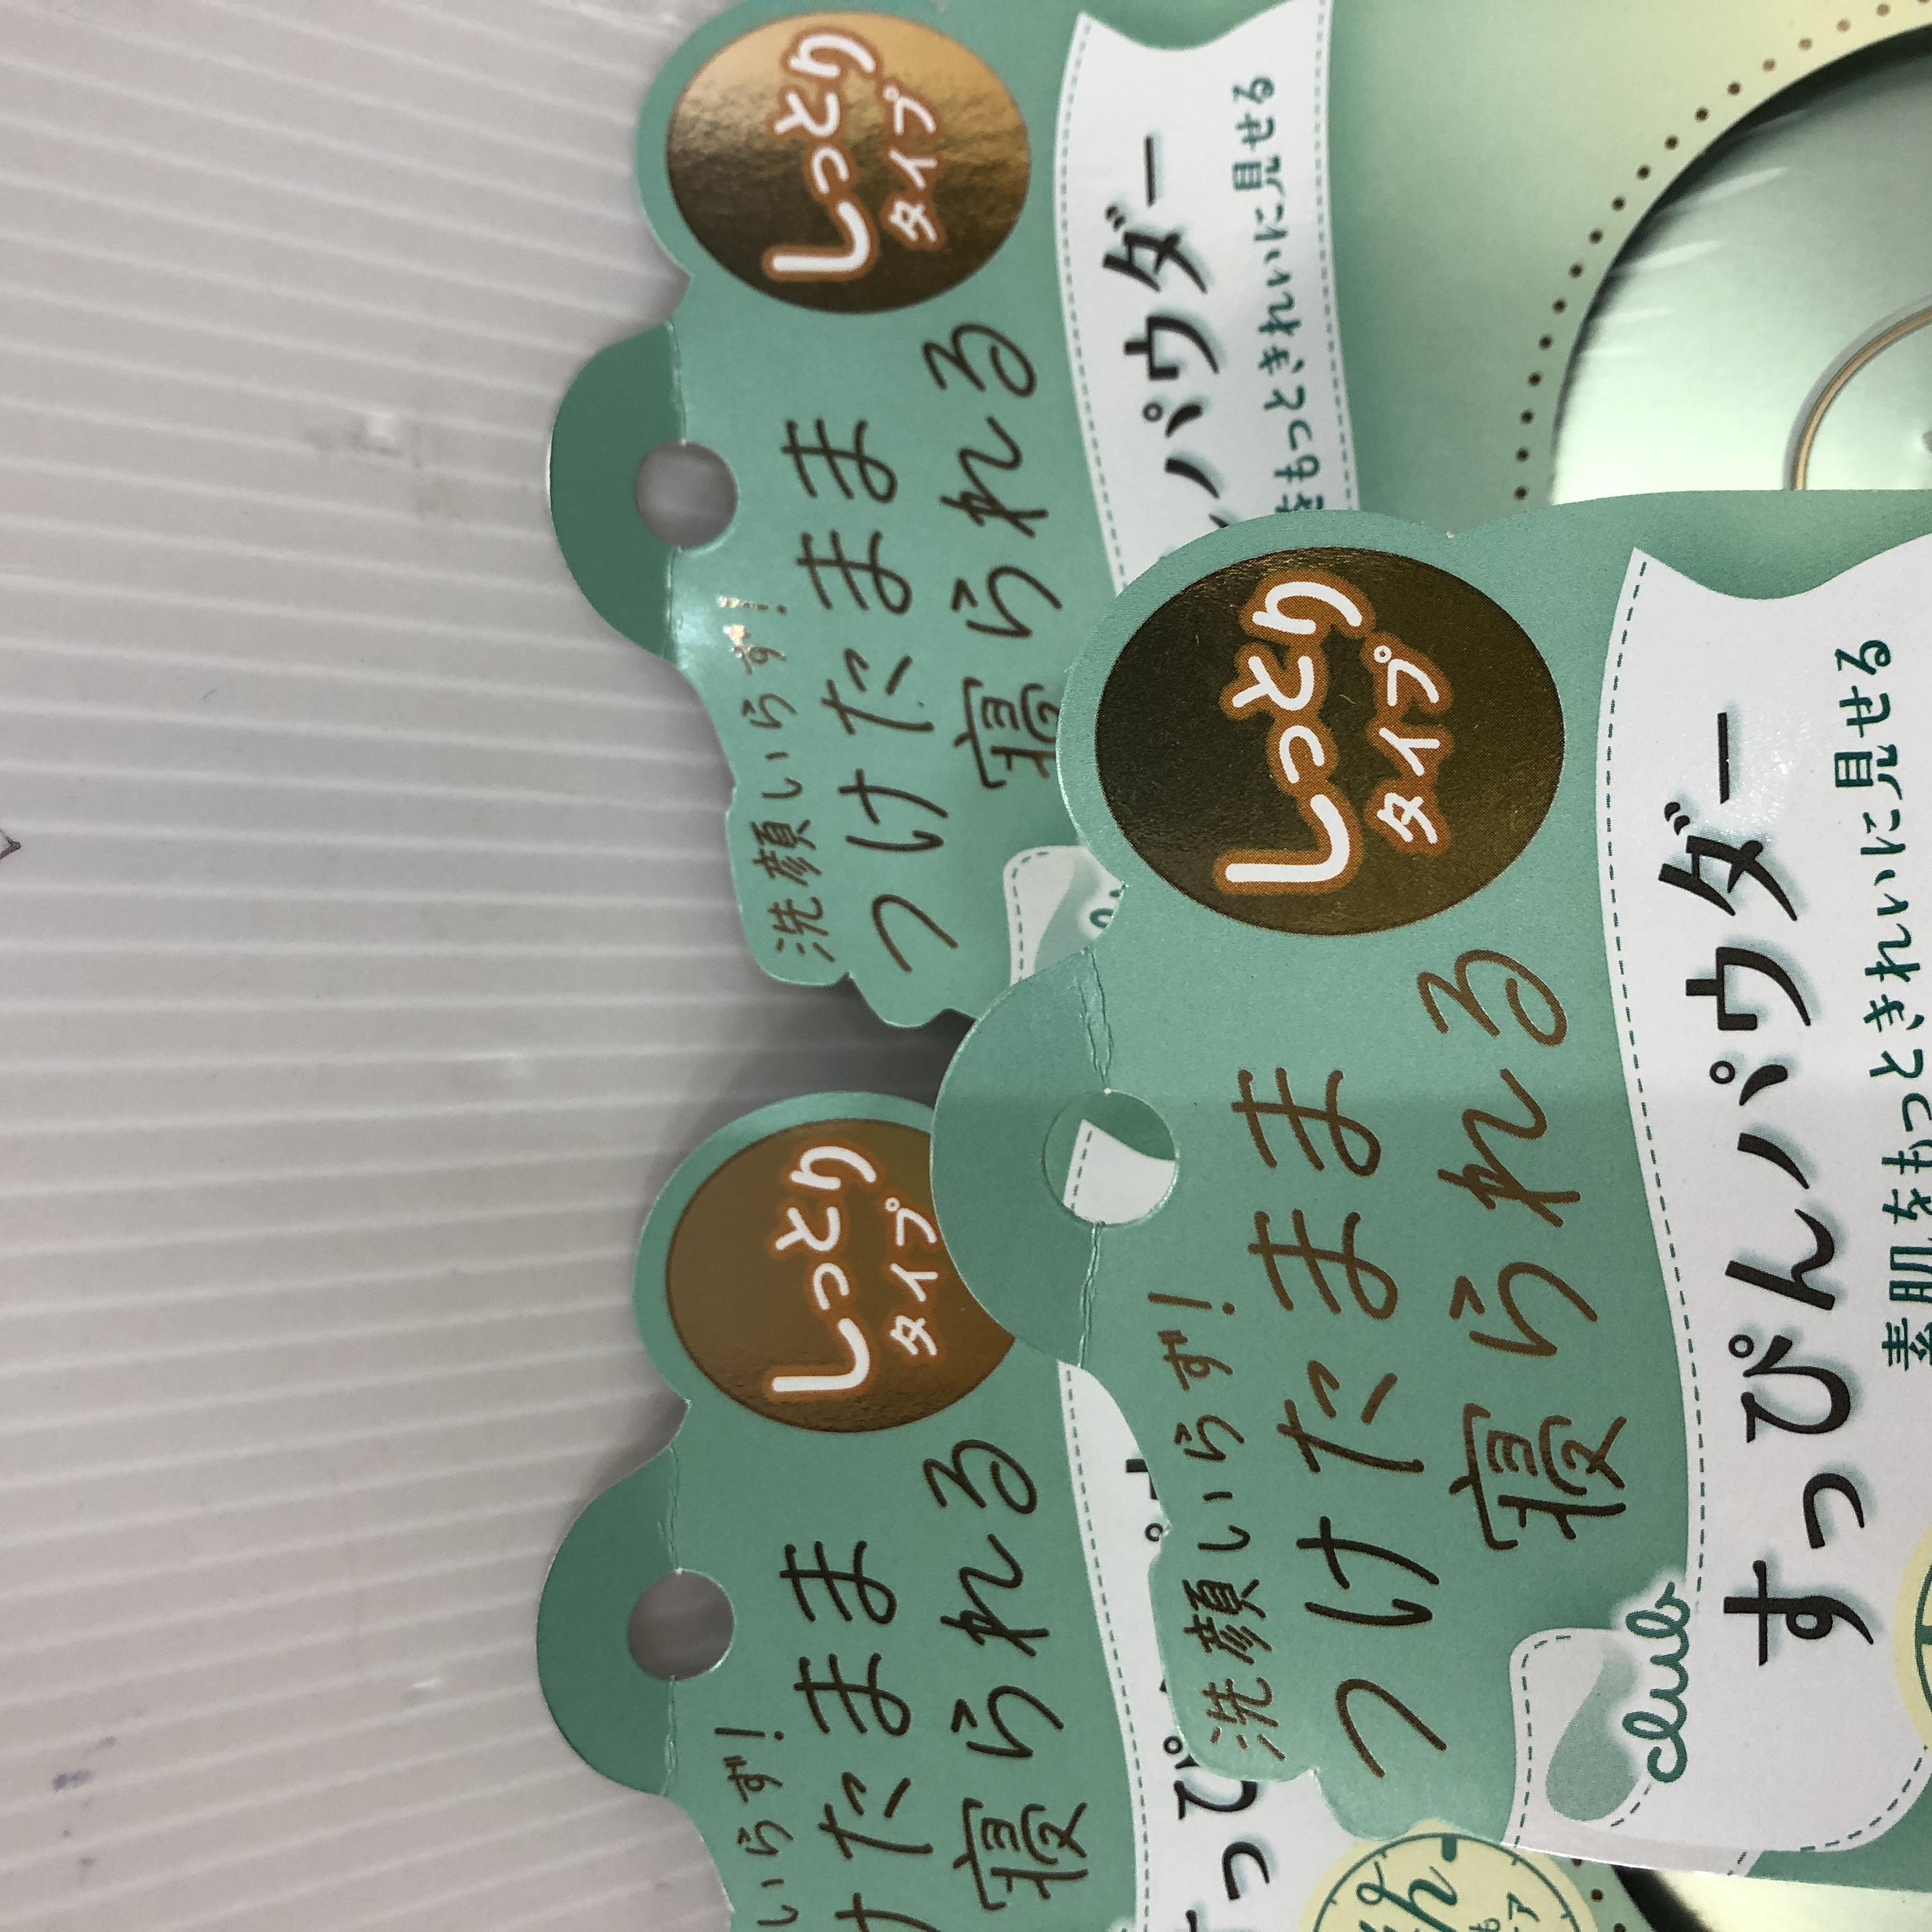 いらず!
けたまま
寝られる
しっとり
タイプ
洗顔いらず!
つけたまま
寝られる
しっとり
タイプ
パウダー
をもっときれいに見せる
洗顔いらず!
つけたまま
寝られる
しっとり
タイプ
club
すっぴんパウダー
素肌をもっときれいに見せる